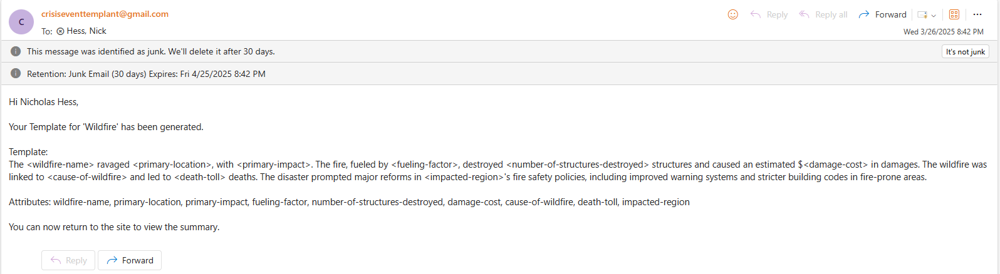 C
crisiseventtemplant@gmail.com
Reply
Reply all
Forward
To: Hess, Nick
Wed 3/26/2025 8:42 PM
This message was identified as junk. We'll delete it after 30 days.
It's not junk
Retention: Junk Email (30 days) Expires: Fri 4/25/2025 8:42 PM
Hi Nicholas Hess,
Your Template for 'Wildfire' has been generated.
Template:
The <wildfire-name> ravaged <primary-location>, with <primary-impact>. The fire, fueled by <fueling-factor>, destroyed <number-of-structures-destroyed> structures and caused an estimated $<damage-cost> in damages. The wildfire was
linked to <cause-of-wildfire> and led to <death-toll> deaths. The disaster prompted major reforms in <impacted-region>'s fire safety policies, including improved warning systems and stricter building codes in fire-prone areas.
Attributes: wildfire-name, primary-location, primary-impact, fueling-factor, number-of-structures-destroyed, damage-cost, cause-of-wildfire, death-toll, impacted-region
You can now return to the site to view the summary.
Reply
Forward